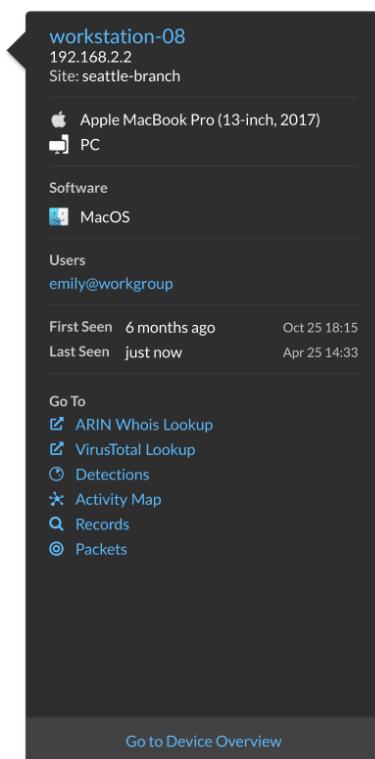 workstation-08
192.168.2.2
Site: seattle-branch
Apple MacBook Pro (13-inch, 2017)
PC
Software
MacOS
Users
emily@workgroup
First Seen 6 months ago Oct 25 18:15
Last Seen just now Apr 25 14:33
Go To
ARIN Whois Lookup
VirusTotal Lookup
Detections
Activity Map
Records
Packets
Go to Device Overview